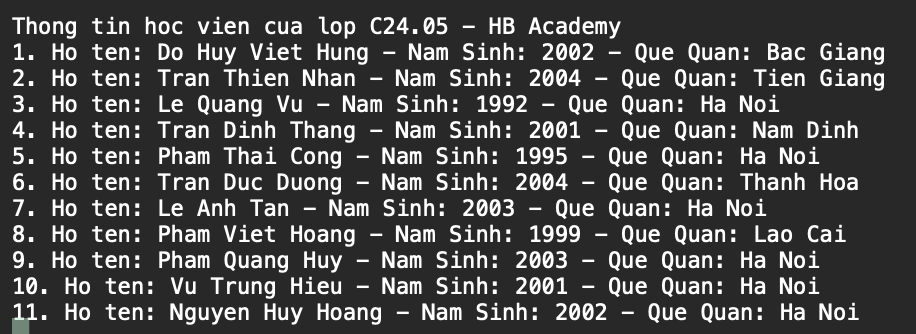 Thong tin hoc vien cua lop C24.05 - HB Academy
1. Ho ten: Do Huy Viet Hung - Nam Sinh: 2002 - Que Quan: Bac Giang
2. Ho ten: Tran Thien Nhan - Nam Sinh: 2004 - Que Quan: Tien Giang
3. Ho ten: Le Quang Vu - Nam Sinh: 1992 - Que Quan: Ha Noi
4. Ho ten: Tran Dinh Thang - Nam Sinh: 2001 - Que Quan: Nam Dinh
5. Ho ten: Pham Thai Cong - Nam Sinh: 1995 - Que Quan: Ha Noi
6. Ho ten: Tran Duc Duong - Nam Sinh: 2004 - Que Quan: Thanh Hoa
7. Ho ten: Le Anh Tan - Nam Sinh: 2003 - Que Quan: Ha Noi
8. Ho ten: Pham Viet Hoang - Nam Sinh: 1999 - Que Quan: Lao Cai
9. Ho ten: Pham Quang Huy - Nam Sinh: 2003 - Que Quan: Ha Noi
10. Ho ten: Vu Trung Hieu - Nam Sinh: 2001 - Que Quan: Ha Noi
11. Ho ten: Nguyen Huy Hoang - Nam Sinh: 2002 - Que Quan: Ha Noi